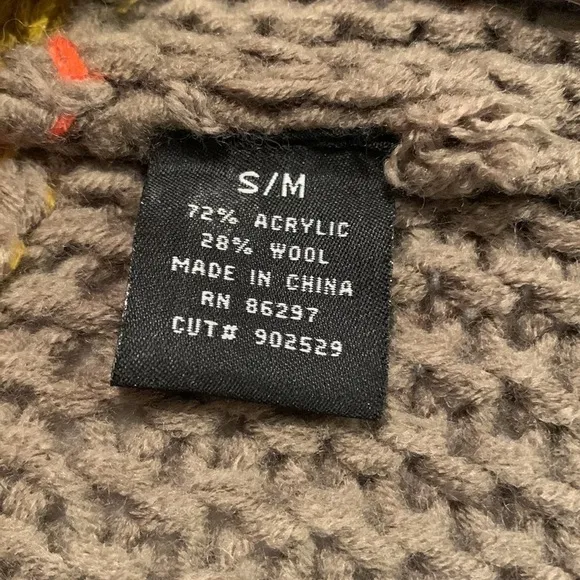 S/M
72% ACRYLIC
28% WOOL
MADE IN CHINA
RN 86297
CUT# 902529